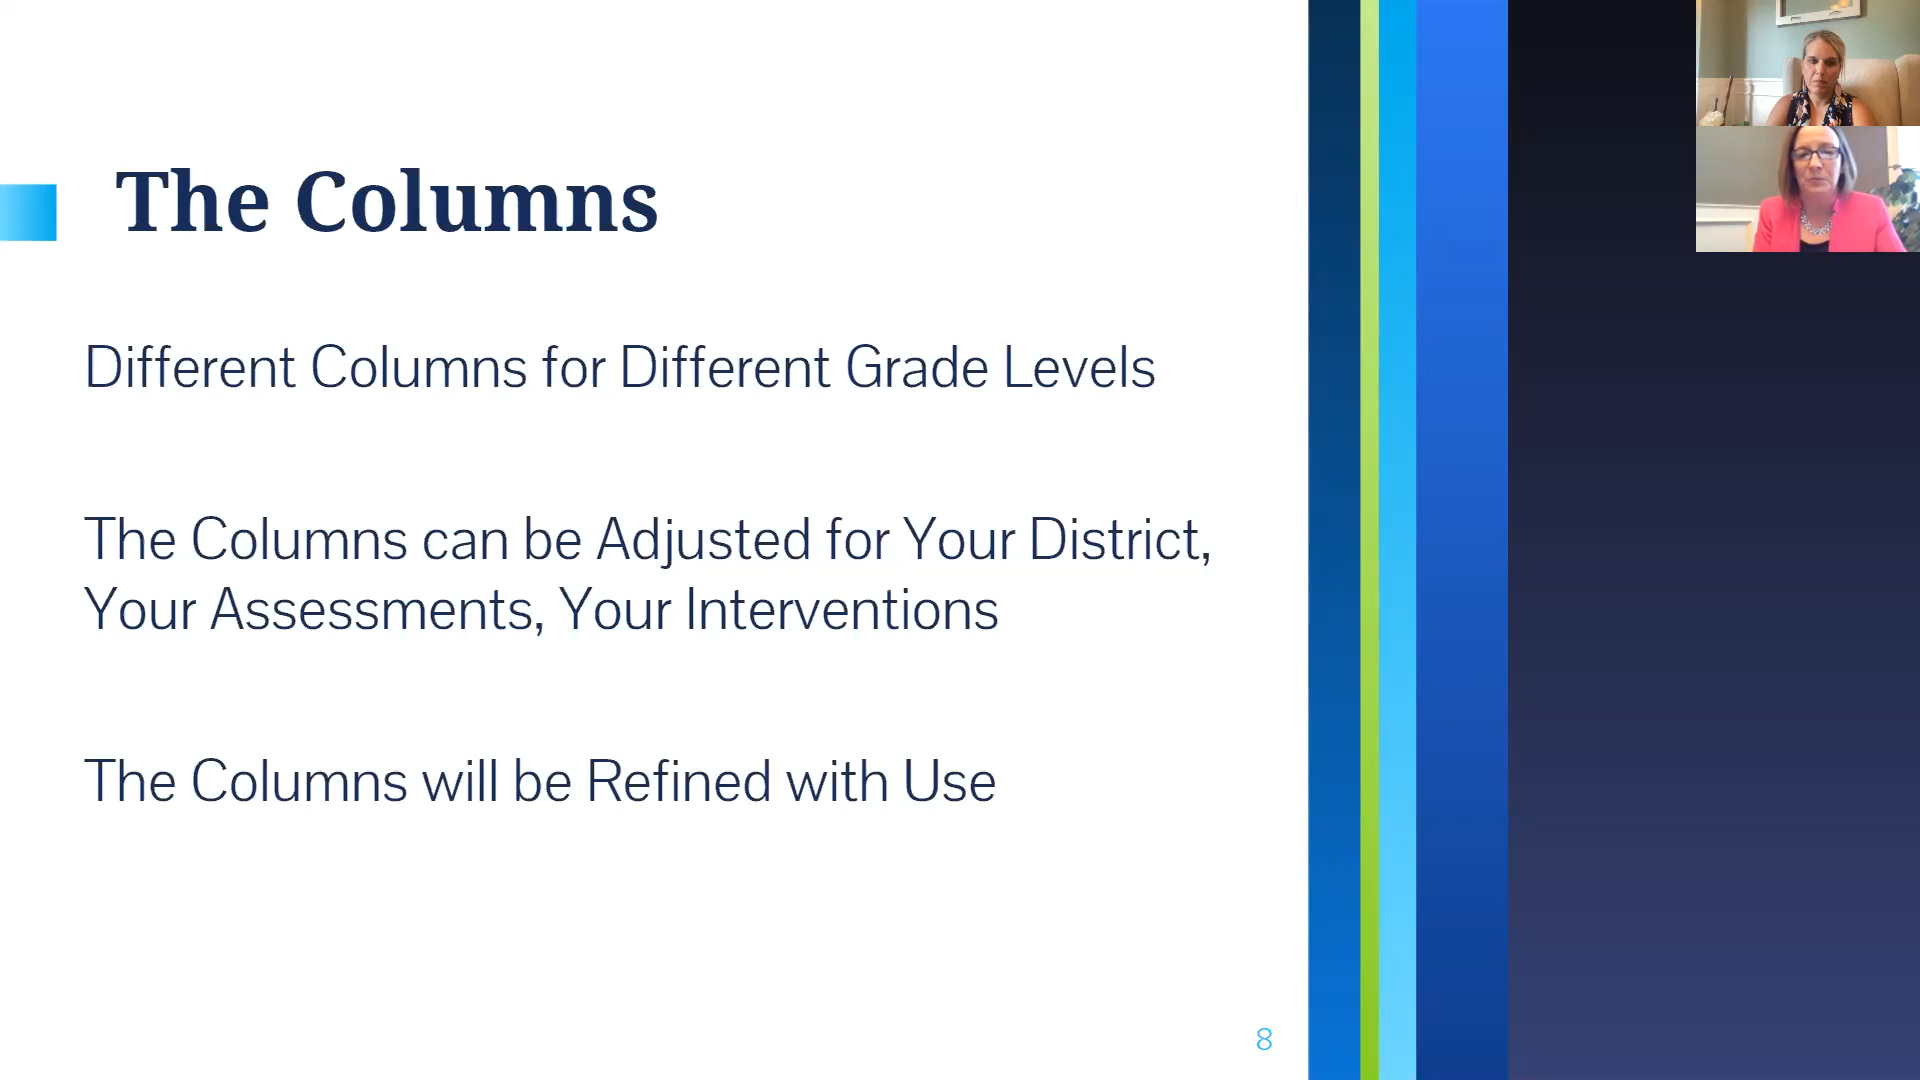 The Columns
Different Columns for Different Grade Levels
The Columns can be Adjusted for Your District,
Your Assessments, Your Interventions
The Columns will be Refined with Use
8